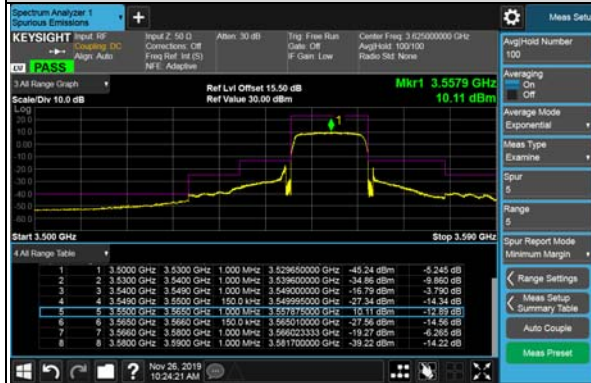 Spectrum Analyzer 1
Spurious Emissions
+
Meas Setup
KEYSIGHT Input: RF Input Z: 50 Ω Atten: 30 dB Trig: Free Run Center Freq: 3.625000000 GHz
Coupling: DC Corrections: Off Gate: Off Avg|Hold: 100/100
Align: Auto Freq Ref: Int (S) IF Gain: Low Radio Std: None
NFE: Adaptive
PASS
Avg|Hold Number
100
Averaging
On
Off
Average Mode
Exponential
Meas Type
Examine
Spur
5
Range
5
Spur Report Mode
Minimum Margin
Range Settings
Meas Setup
Summary Table
Auto Couple
Meas Preset
3 All Range Graph
Ref Lvl Offset 15.50 dB
Mkr1 3.5579 GHz
Scale/Div 10.0 dB
Ref Value 30.00 dBm
10.11 dBm
Log
20.0
10.0
0.00
-10.0
-20.0
-30.0
-40.0
-50.0
-60.0
1
Start 3.500 GHz
Stop 3.590 GHz
4 All Range Table
1 1 3.5000 GHz 3.5300 GHz 1.000 MHz 3.529650000 GHz -45.24 dBm -5.245 dB
2 2 3.5300 GHz 3.5400 GHz 1.000 MHz 3.539600000 GHz -34.86 dBm -9.860 dB
3 3 3.5400 GHz 3.5490 GHz 1.000 MHz 3.549000000 GHz -16.79 dBm -3.790 dB
4 4 3.5490 GHz 3.5500 GHz 150.0 kHz 3.549995000 GHz -27.34 dBm -14.34 dB
5 5 3.5500 GHz 3.5650 GHz 1.000 MHz 3.557875000 GHz 10.11 dBm -12.89 dB
6 6 3.5650 GHz 3.5660 GHz 150.0 kHz 3.565010000 GHz -27.56 dBm -14.56 dB
7 7 3.5660 GHz 3.5800 GHz 1.000 MHz 3.566023333 GHz -19.27 dBm -6.265 dB
8 8 3.5800 GHz 3.5900 GHz 1.000 MHz 3.581700000 GHz -39.22 dBm -14.22 dB
?
Nov 26, 2019
10:24:21 AM